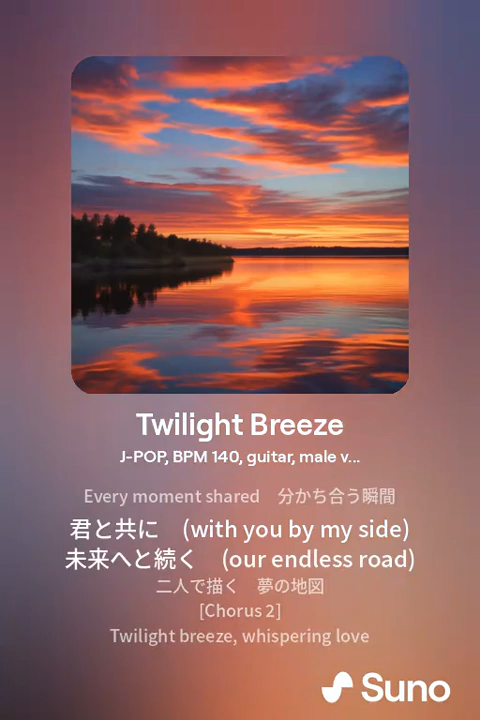 Twilight Breeze
J-POP, BPM 140, guitar, male v...
Every moment shared　分かち合う瞬間
君と共に　(with you by my side)
未来へと続く　(our endless road)
二人で描く　夢の地図
[Chorus 2]
Twilight breeze, whispering love
Suno